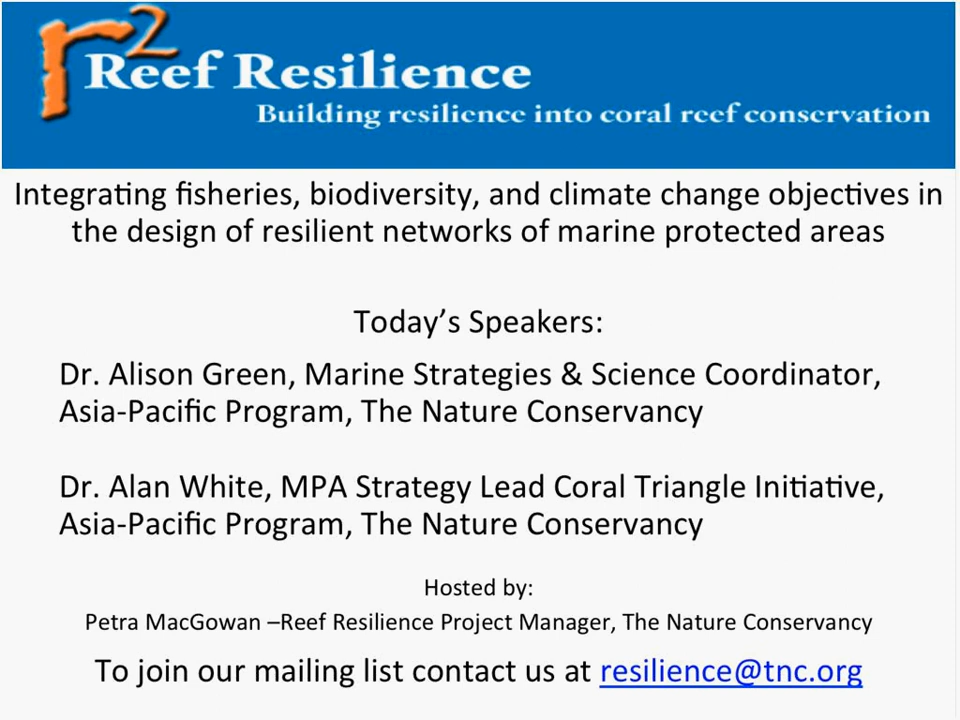 r2
Reef Resilience
Building resilience into coral reef conservation
Integrating fisheries, biodiversity, and climate change objectives in
the design of resilient networks of marine protected areas
Today’s Speakers:
Dr. Alison Green, Marine Strategies & Science Coordinator,
Asia-Pacific Program, The Nature Conservancy
Dr. Alan White, MPA Strategy Lead Coral Triangle Initiative,
Asia-Pacific Program, The Nature Conservancy
Hosted by:
Petra MacGowan –Reef Resilience Project Manager, The Nature Conservancy
To join our mailing list contact us at resilience@tnc.org